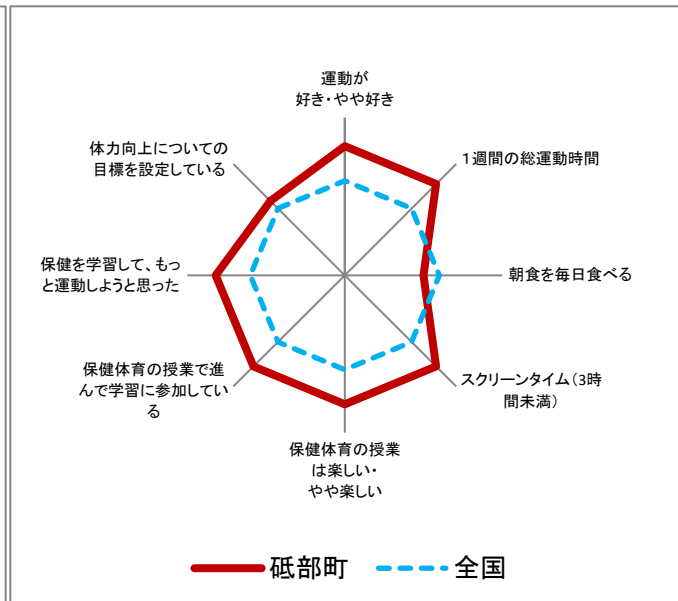 運動が
好き・やや好き
1週間の総運動時間
朝食を毎日食べる
スクリーンタイム(3時
間未満)
保健体育の授業
は楽しい・
やや楽しい
保健体育の授業で進
んで学習に参加してい
る
保健を学習して、もっ
と運動しようと思った
体力向上についての
目標を設定している
砥部町
全国